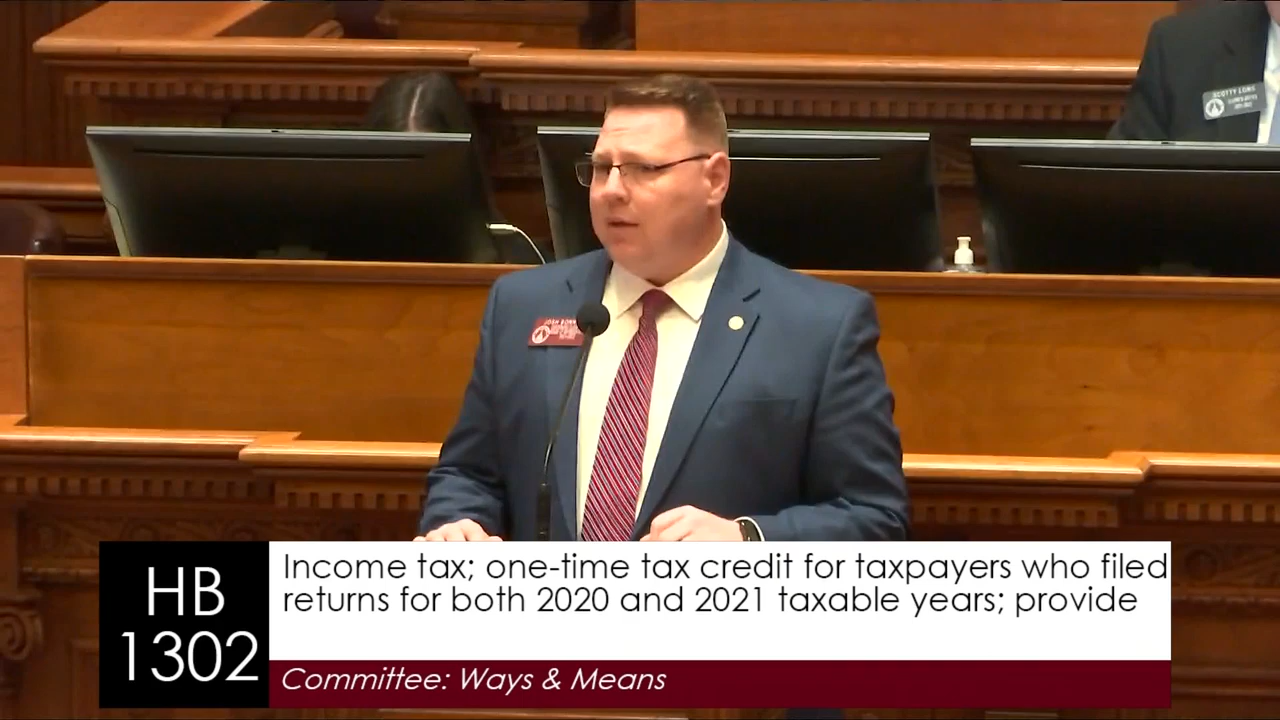 SCOTTY LONG
HB
1302
Income tax; one-time tax credit for taxpayers who filed
returns for both 2020 and 2021 taxable years; provide
Committee: Ways & Means